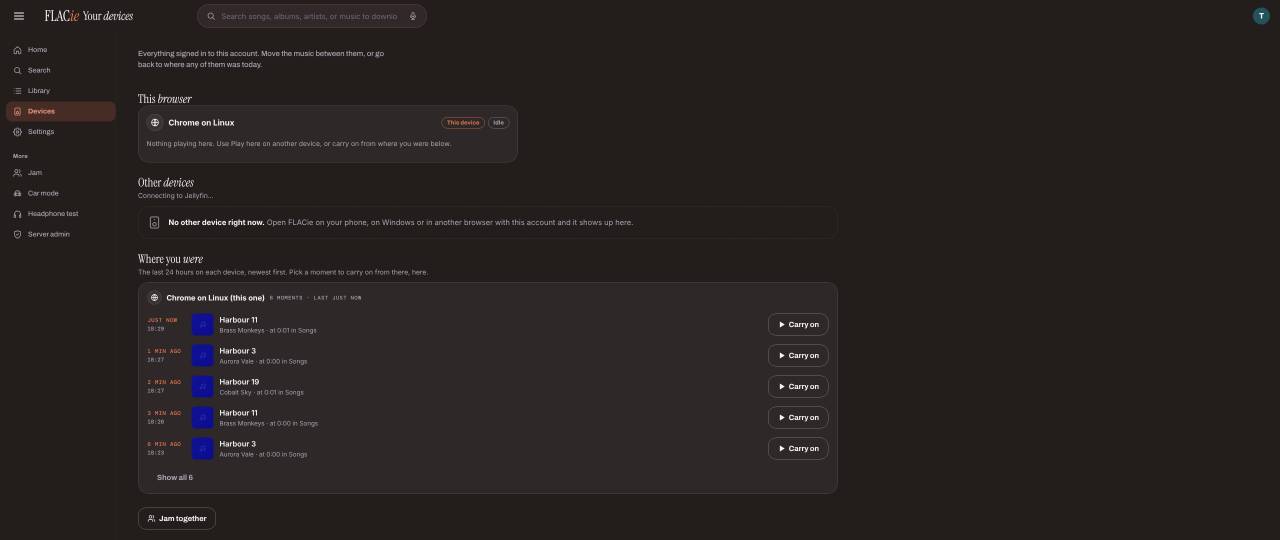 FLACie Your devices
Search songs, albums, artists, or music to downlo
T
Home
Search
Library
Devices
Settings
More
Jam
Car mode
Headphone test
Server admin
Everything signed in to this account. Move the music between them, or go
back to where any of them was today.
This browser
Chrome on Linux
This device
Idle
Nothing playing here. Use Play here on another device, or carry on from where you were below.
Other devices
Connecting to Jellyfin...
No other device right now. Open FLACie on your phone, on Windows or in another browser with this account and it shows up here.
Where you were
The last 24 hours on each device, newest first. Pick a moment to carry on from there, here.
Chrome on Linux (this one) 6 MOMENTS · LAST JUST NOW
JUST NOW
18:29
Harbour 11
Brass Monkeys · at 0:01 in Songs
Carry on
1 MIN AGO
18:27
Harbour 3
Aurora Vale · at 0:00 in Songs
Carry on
2 MIN AGO
18:27
Harbour 19
Cobalt Sky · at 0:01 in Songs
Carry on
3 MIN AGO
18:26
Harbour 11
Brass Monkeys · at 0:00 in Songs
Carry on
6 MIN AGO
18:23
Harbour 3
Aurora Vale · at 0:00 in Songs
Carry on
Show all 6
Jam together